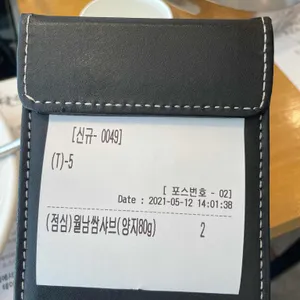 [신규- 0049]
(T)-5
[ 포스번호 - 02]
Date : 2021-05-12 14:01:38
(점심)월남쌈샤브(양지80g) 2